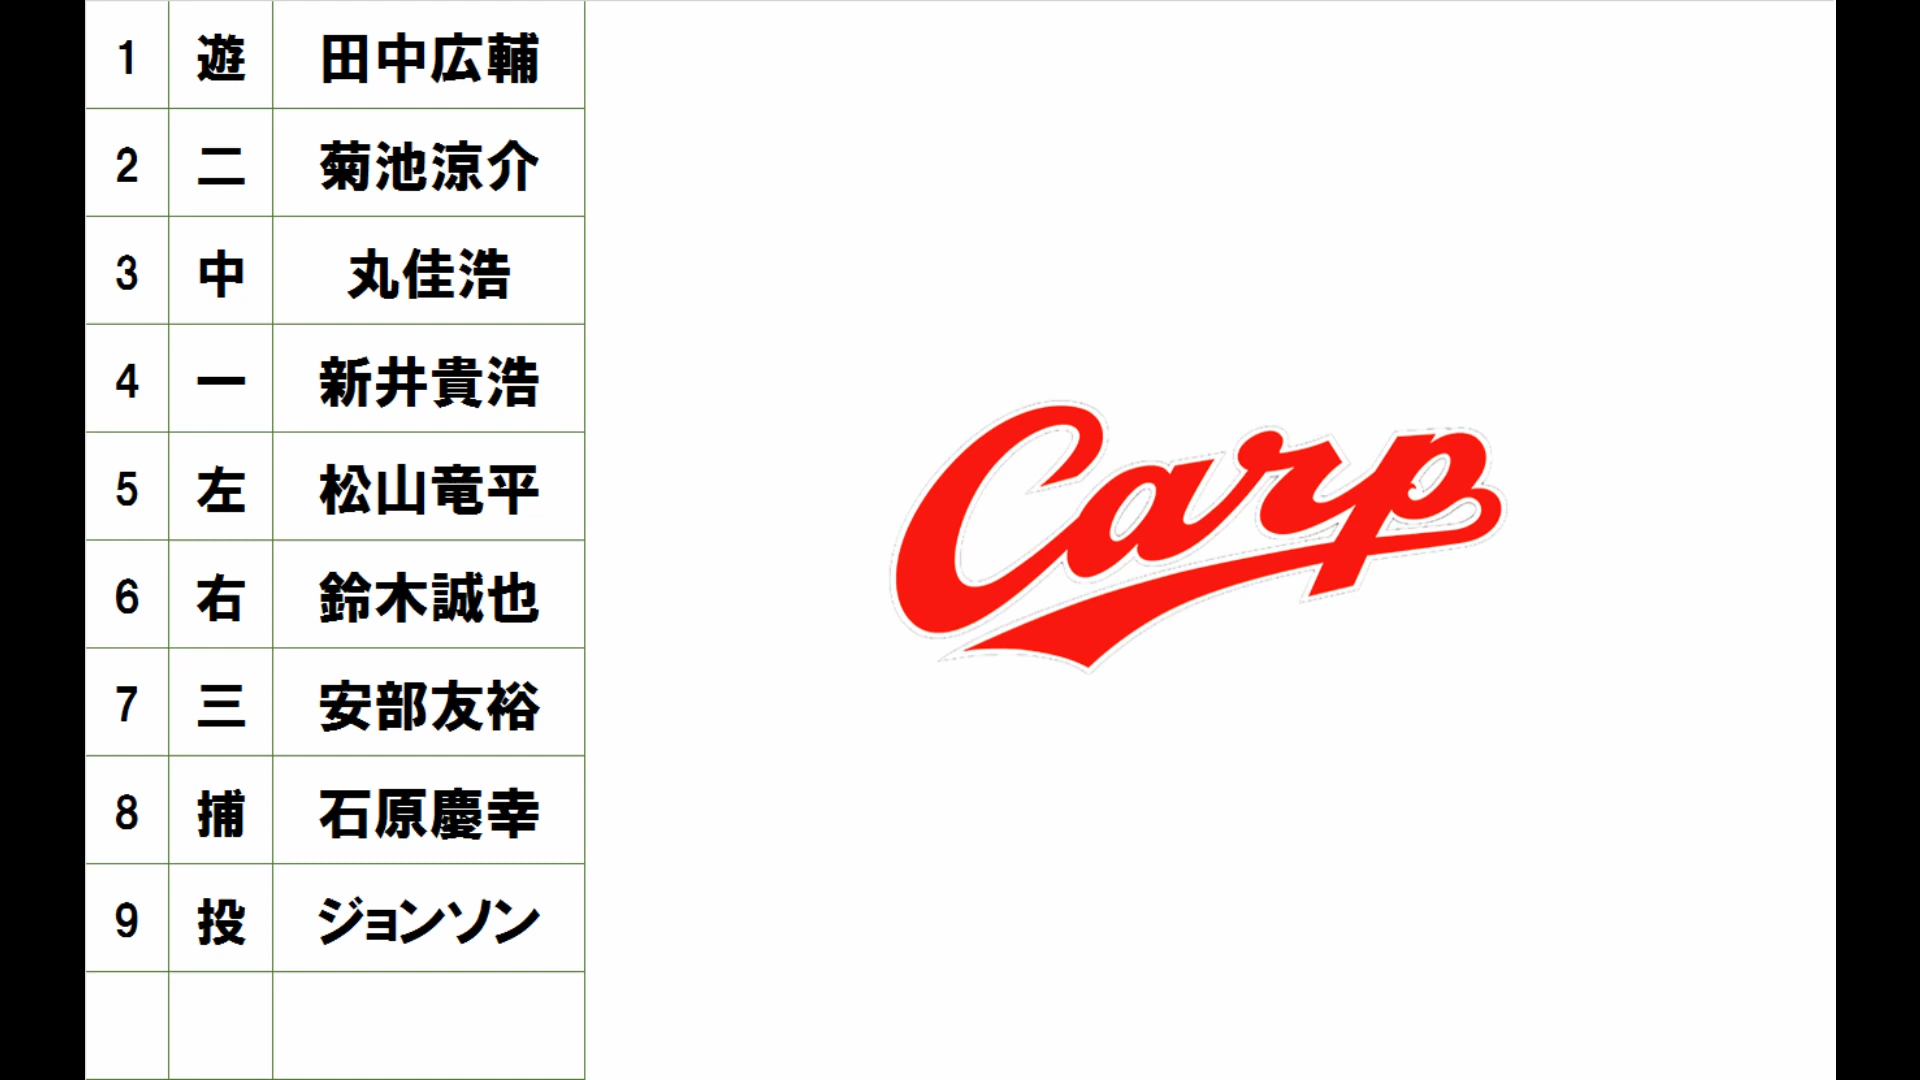 1 遊 田中広輔
2 二 菊池涼介
3 中 丸佳浩
4 一 新井貴浩
5 左 松山竜平
6 右 鈴木誠也
7 三 安部友裕
8 捕 石原慶幸
9 投 ジョンソン
Carp